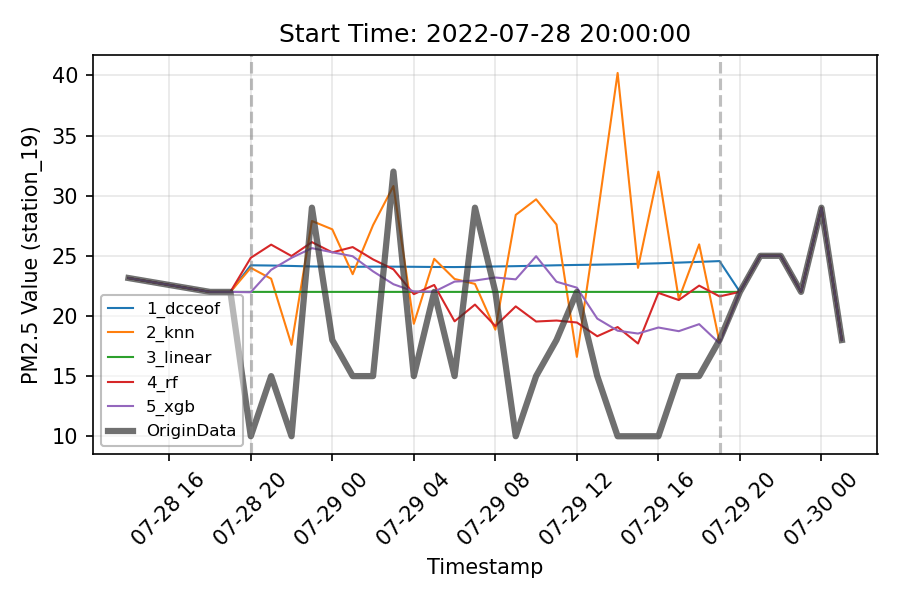 Start Time: 2022-07-28 20:00:00
PM2.5 Value (station_19)
40
35
30
25
20
15
10
1_dcceof
2_knn
3_linear
4_rf
5_xgb
OriginData
07-28 16
07-28 20
07-29 00
07-29 04
07-29 08
07-29 12
07-29 16
07-29 20
07-30 00
Timestamp